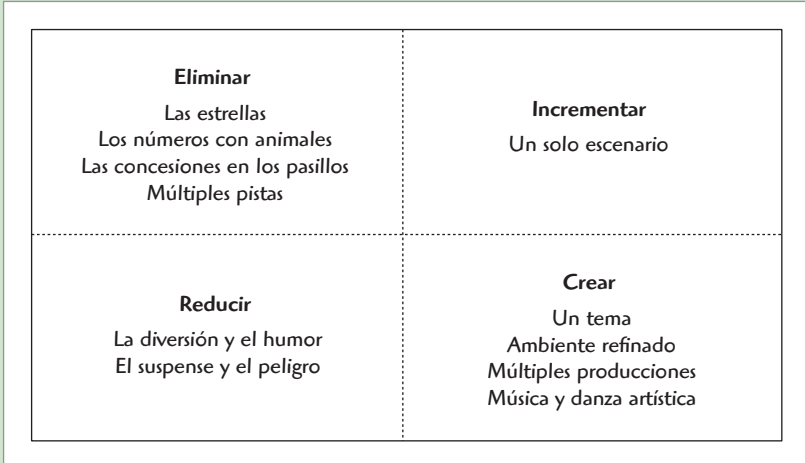 Eliminar
Las estrellas
Los números con animales
Las concesiones en los pasillos
Múltiples pistas
Incrementar
Un solo escenario
Reducir
La diversión y el humor
El suspense y el peligro
Crear
Un tema
Ambiente refinado
Múltiples producciones
Música y danza artística